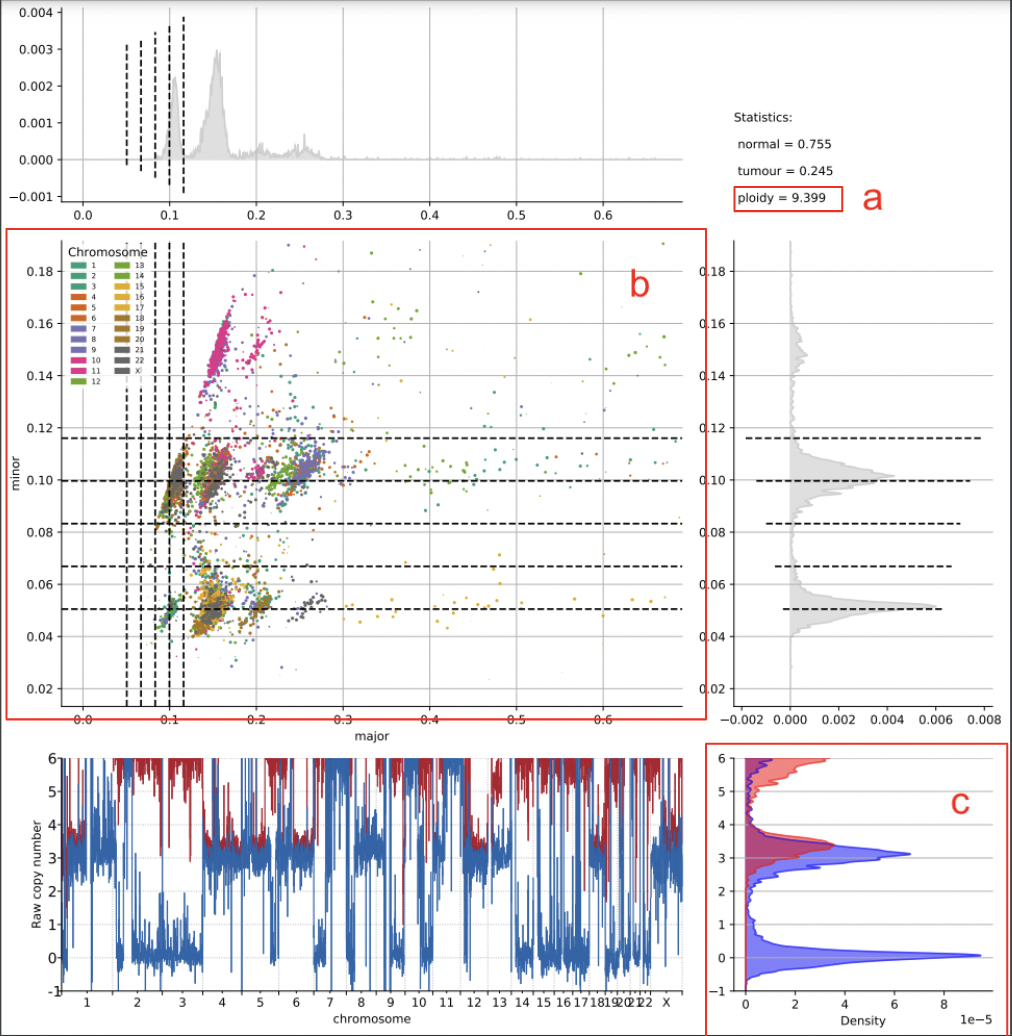 0.004
0.003
0.002
0.001
0.000
−0.001
0.0 0.1 0.2 0.3 0.4 0.5 0.6
Statistics:
normal = 0.755
tumour = 0.245
ploidy = 9.399
a
b
Chromosome
1 13
2 14
3 15
4 16
5 17
6 18
7 19
8 20
9 21
10 22
11 X
12
minor
0.18
0.16
0.14
0.12
0.10
0.08
0.06
0.04
0.02
0.0 0.1 0.2 0.3 0.4 0.5 0.6
major
0.18
0.16
0.14
0.12
0.10
0.08
0.06
0.04
0.02
−0.002 0.000 0.002 0.004 0.006 0.008
Raw copy number
6
5
4
3
2
1
0
-1
1 2 3 4 5 6 7 8 9 10 11 12 13 14 15 16 17 18 19 20 21 22 X
chromosome
c
6
5
4
3
2
1
0
−1
0 2 4 6 8
Density
1e−5